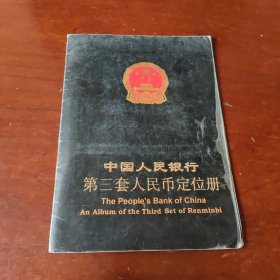 中国人民银行
第三套人民币定位册
The People's Bank of China
An Album of the Third Set of Renminbi